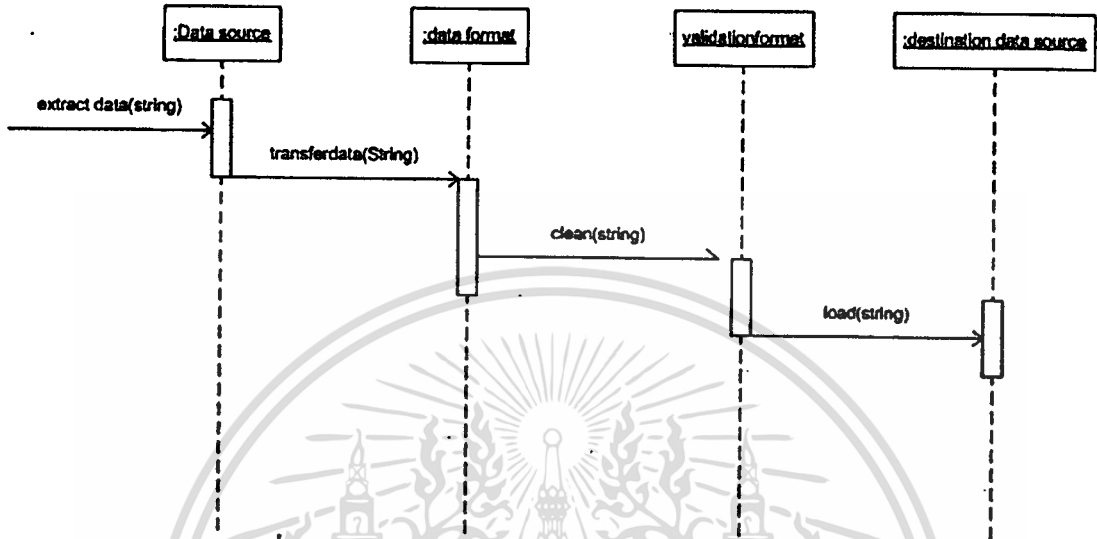 :Data source
:data format
validationformat
:destination data source
extract data(string)
transferdata(String)
clean(string)
load(string)